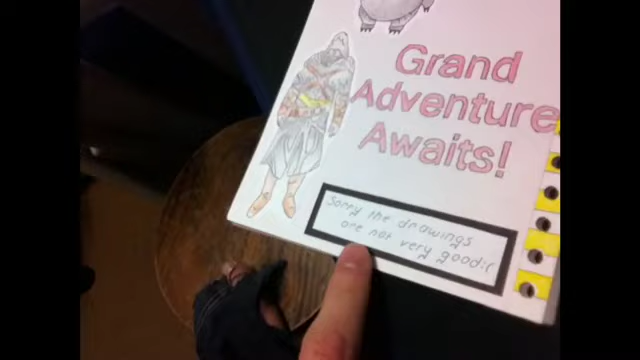 Grand
Adventure
Awaits!
Sorry the drawings
are not very good:(